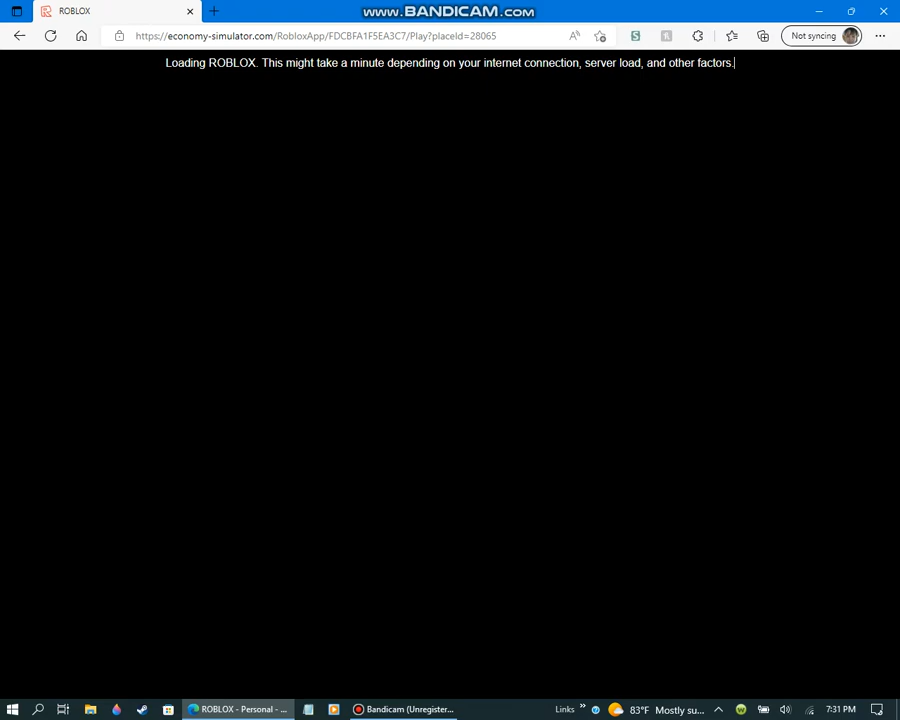 ROBLOX
www.BANDICAM.com
https://economy-simulator.com/RobloxApp/FDCBFA1F5EA3C7/Play?placeId=28065
Not syncing
Loading ROBLOX. This might take a minute depending on your internet connection, server load, and other factors.
ROBLOX - Personal - ...
Bandicam (Unregister...
Links
83°F Mostly su...
7:31 PM